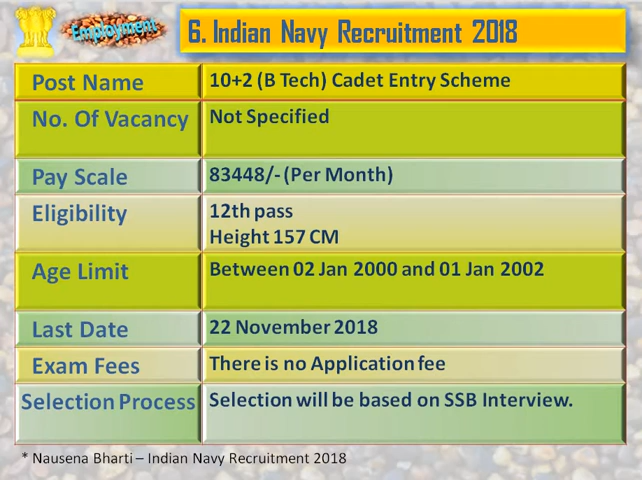 Employment
6. Indian Navy Recruitment 2018
Post Name 10+2 (B Tech) Cadet Entry Scheme
No. Of Vacancy Not Specified
Pay Scale 83448/- (Per Month)
Eligibility 12th pass
Height 157 CM
Age Limit Between 02 Jan 2000 and 01 Jan 2002
Last Date 22 November 2018
Exam Fees There is no Application fee
Selection Process Selection will be based on SSB Interview.
* Nausena Bharti – Indian Navy Recruitment 2018